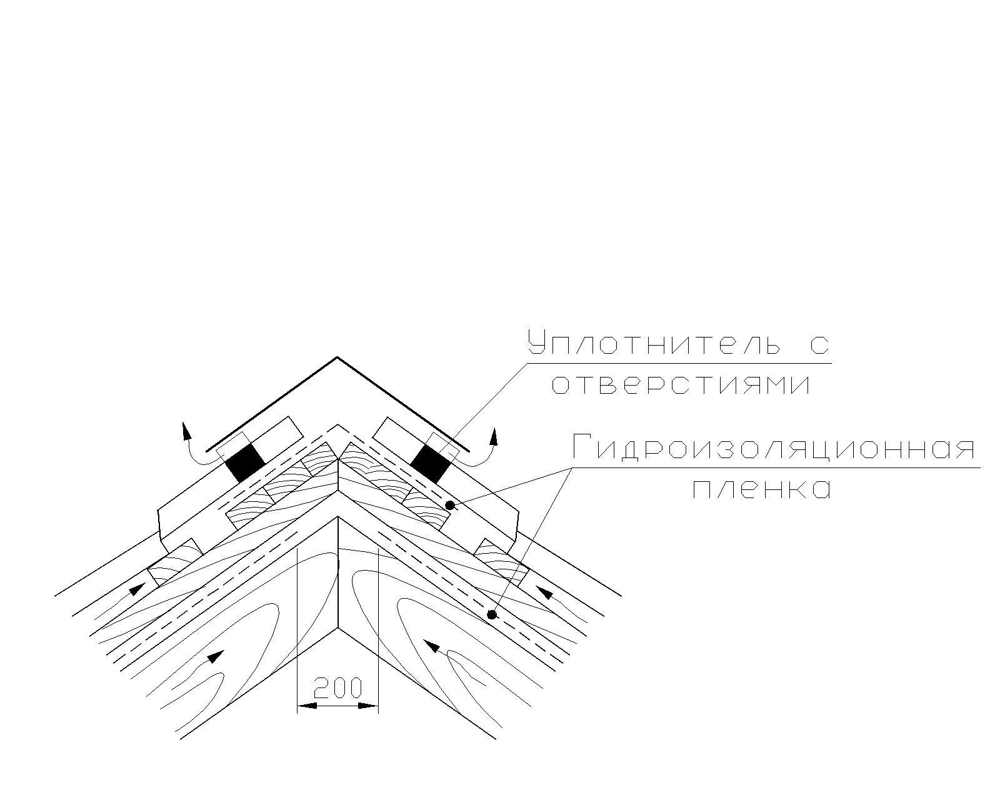 Уплотнитель с
отверстиями
Гидроизоляционная
пленка
200